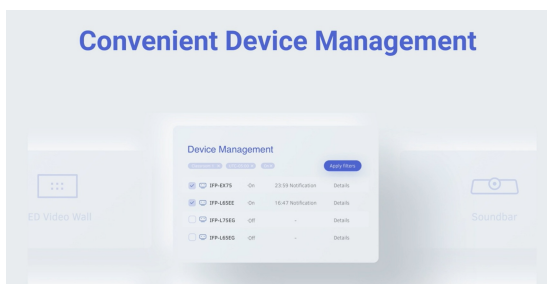 Convenient Device Management
Device Management
Apply filters
IFP-EX75 On 23:59 Notification Details
IFP-L65EE On 16:47 Notification Details
IFP-L75EG Off - Details
IFP-L65EG Off - Details
E0 Video Wall
Soundbar